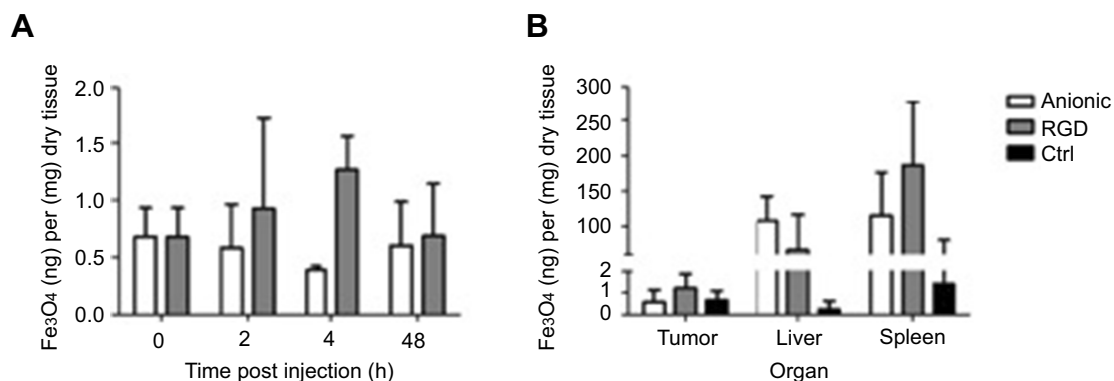 A
Fe3O4 (ng) per (mg) dry tissue
2.0
1.5
1.0
0.5
0.0
0 2 4 48
Time post injection (h)
B
Fe3O4 (ng) per (mg) dry tissue
300
250
200
150
100
2
1
0
Tumor Liver Spleen
Organ
Anionic
RGD
Ctrl